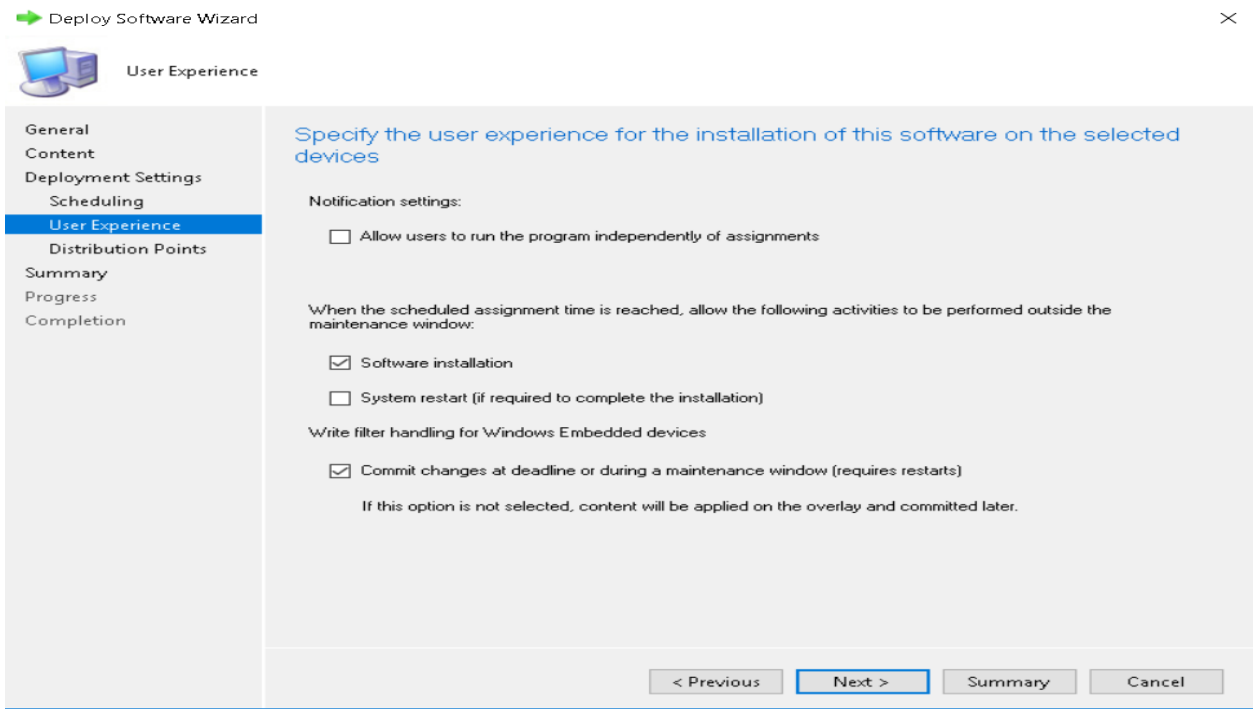 Deploy Software Wizard
User Experience
General
Content
Deployment Settings
Scheduling
User Experience
Distribution Points
Summary
Progress
Completion
Specify the user experience for the installation of this software on the selected
devices
Notification settings:
Allow users to run the program independently of assignments
When the scheduled assignment time is reached, allow the following activities to be performed outside the
maintenance window:
Software installation
System restart (if required to complete the installation)
Write filter handling for Windows Embedded devices
Commit changes at deadline or during a maintenance window (requires restarts)
If this option is not selected, content will be applied on the overlay and committed later.
< Previous
Next >
Summary
Cancel